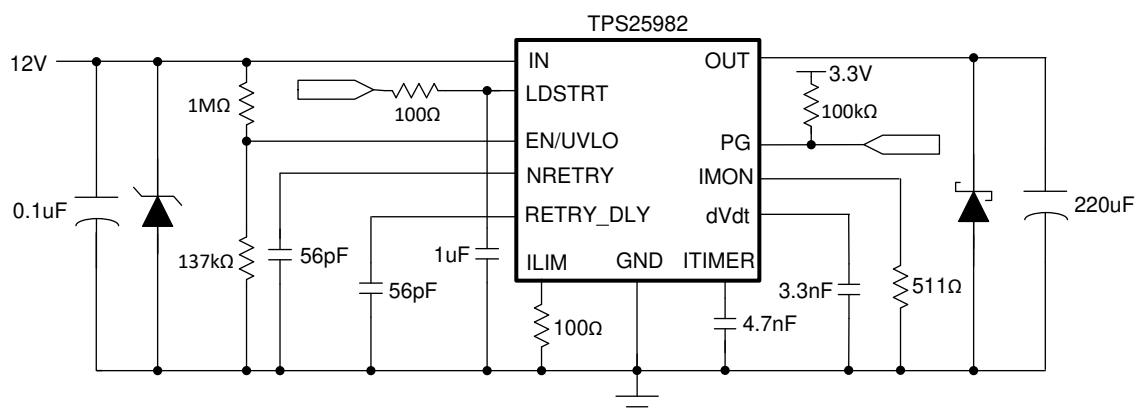 TPS25982
12V
IN
OUT
3.3V
LDSTRT
100Ω
1MΩ
100kΩ
EN/UVLO
PG
NRETRY
IMON
0.1uF
RETRY_DLY
dVdt
220uF
137kΩ
56pF
1uF
ILIM
GND
ITIMER
56pF
3.3nF
511Ω
100Ω
4.7nF